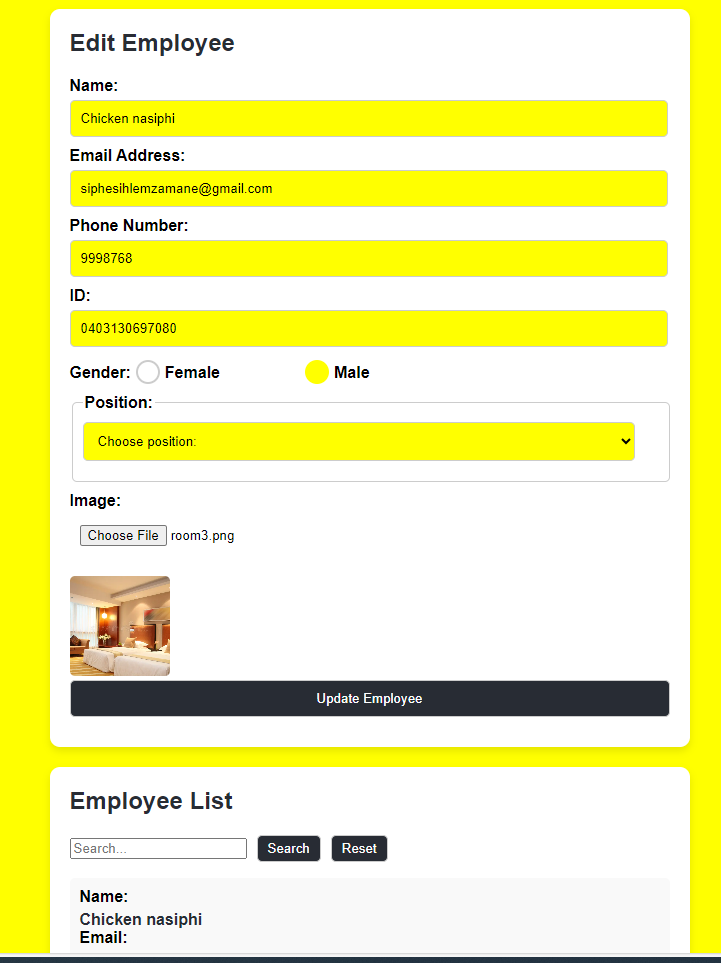 Edit Employee
Name:
Chicken nasiphi
Email Address:
siphesihlemzamane@gmail.com
Phone Number:
9998768
ID:
0403130697080
Gender: Female Male
Position:
Choose position:
Image:
Choose File room3.png
Update Employee
Employee List
Search... Search Reset
Name:
Chicken nasiphi
Email: